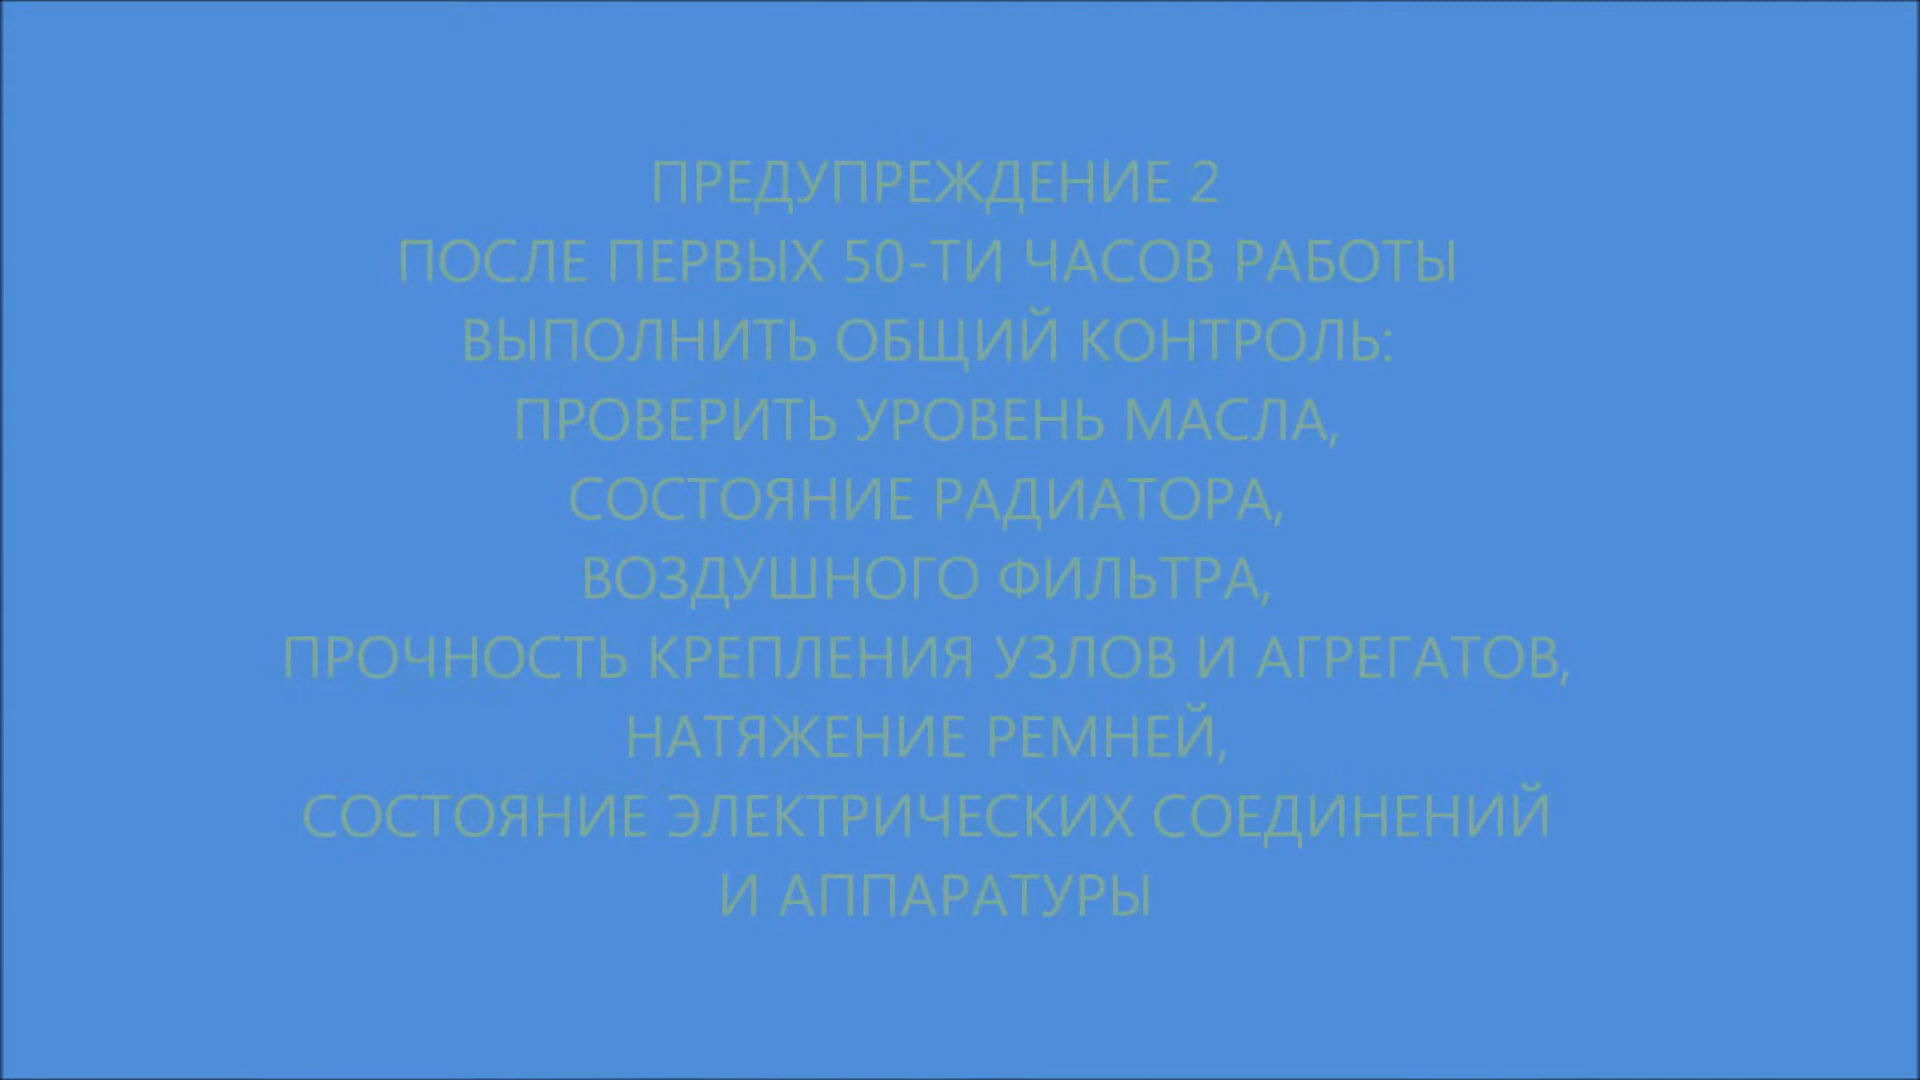 ПРЕДУПРЕЖДЕНИЕ 2
ПОСЛЕ ПЕРВЫХ 50-ТИ ЧАСОВ РАБОТЫ
ВЫПОЛНИТЬ ОБЩИЙ КОНТРОЛЬ:
ПРОВЕРИТЬ УРОВЕНЬ МАСЛА,
СОСТОЯНИЕ РАДИАТОРА,
ВОЗДУШНОГО ФИЛЬТРА,
ПРОЧНОСТЬ КРЕПЛЕНИЯ УЗЛОВ И АГРЕГАТОВ,
НАТЯЖЕНИЕ РЕМНЕЙ,
СОСТОЯНИЕ ЭЛЕКТРИЧЕСКИХ СОЕДИНЕНИЙ
И АППАРАТУРЫ